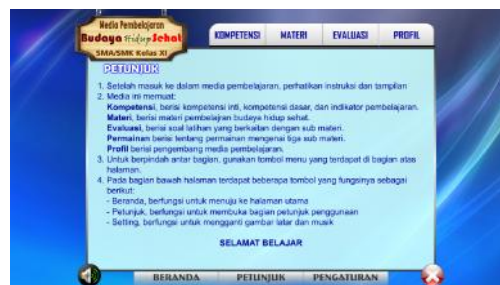 Media Pembelajaran
Budaya Hidup Sehat
SMA/SMK Kelas XI
KOMPETENSI MATERI EVALUASI PROFIL
PETUNJUK
1. Setelah masuk ke dalam media pembelajaran, perhatikan instruksi dan tampilan
2. Media ini memuat:
Kompetensi, berisi kompetensi inti, kompetensi dasar, dan indikator pembelajaran.
Materi, berisi materi pembelajaran budaya hidup sehat.
Evaluasi, berisi soal latihan yang berkaitan dengan sub materi.
Permainan berisi tentang permainan mengenai tiga sub materi.
Profil berisi pengembang media pembelajaran.
3. Untuk berpindah antar bagian, gunakan tombol menu yang terdapat di bagian atas
halaman.
4. Pada bagian bawah halaman terdapat beberapa tombol yang fungsinya sebagai
berikut:
- Beranda, berfungsi untuk menuju ke halaman utama
- Petunjuk, berfungsi untuk membuka bagian petunjuk penggunaan
- Setting, berfungsi untuk mengganti gambar latar dan musik
SELAMAT BELAJAR
BERANDA PETUNJUK PENGATURAN